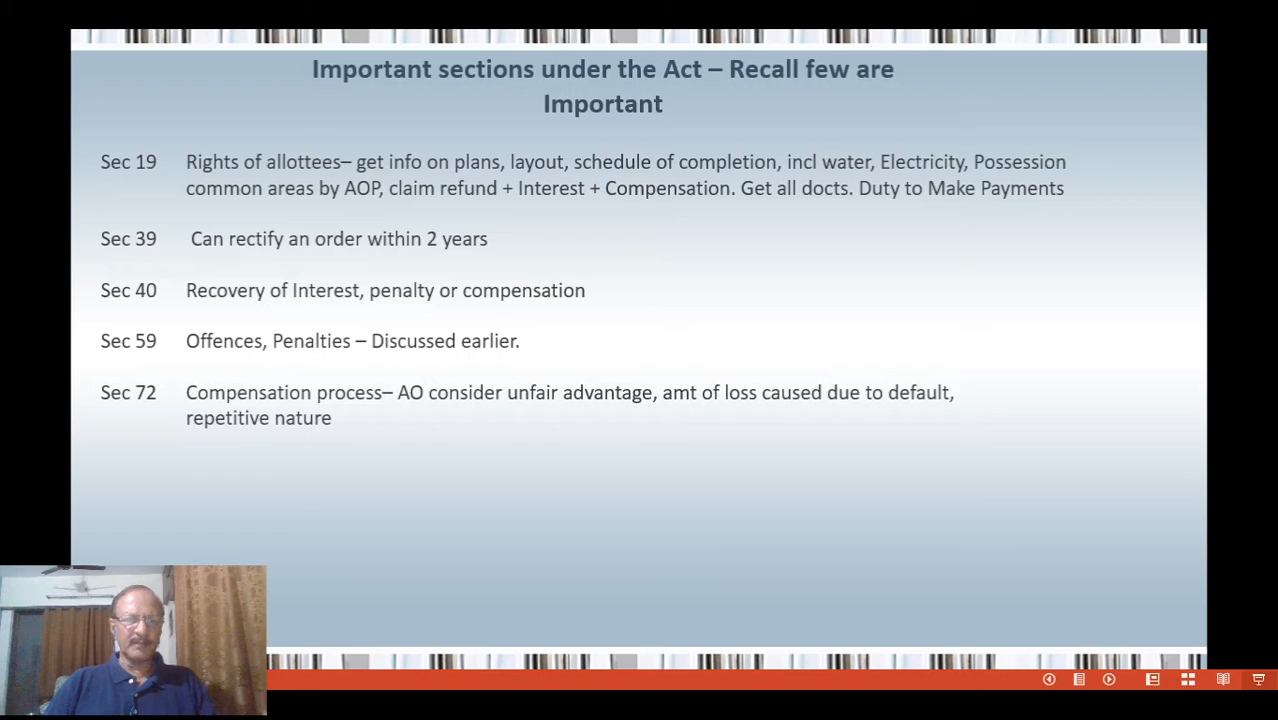 Important sections under the Act – Recall few are
Important
Sec 19 Rights of allottees– get info on plans, layout, schedule of completion, incl water, Electricity, Possession
common areas by AOP, claim refund + Interest + Compensation. Get all docts. Duty to Make Payments
Sec 39 Can rectify an order within 2 years
Sec 40 Recovery of Interest, penalty or compensation
Sec 59 Offences, Penalties – Discussed earlier.
Sec 72 Compensation process– AO consider unfair advantage, amt of loss caused due to default,
repetitive nature